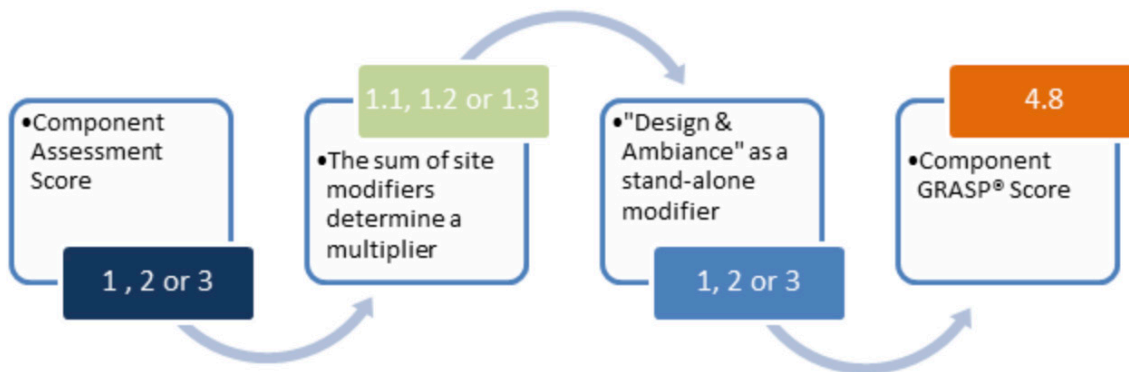 •Component
Assessment
Score
1 , 2 or 3
1.1, 1.2 or 1.3
•The sum of site
modifiers
determine a
multiplier
•"Design &
Ambiance" as a
stand-alone
modifier
1, 2 or 3
4.8
•Component
GRASP® Score